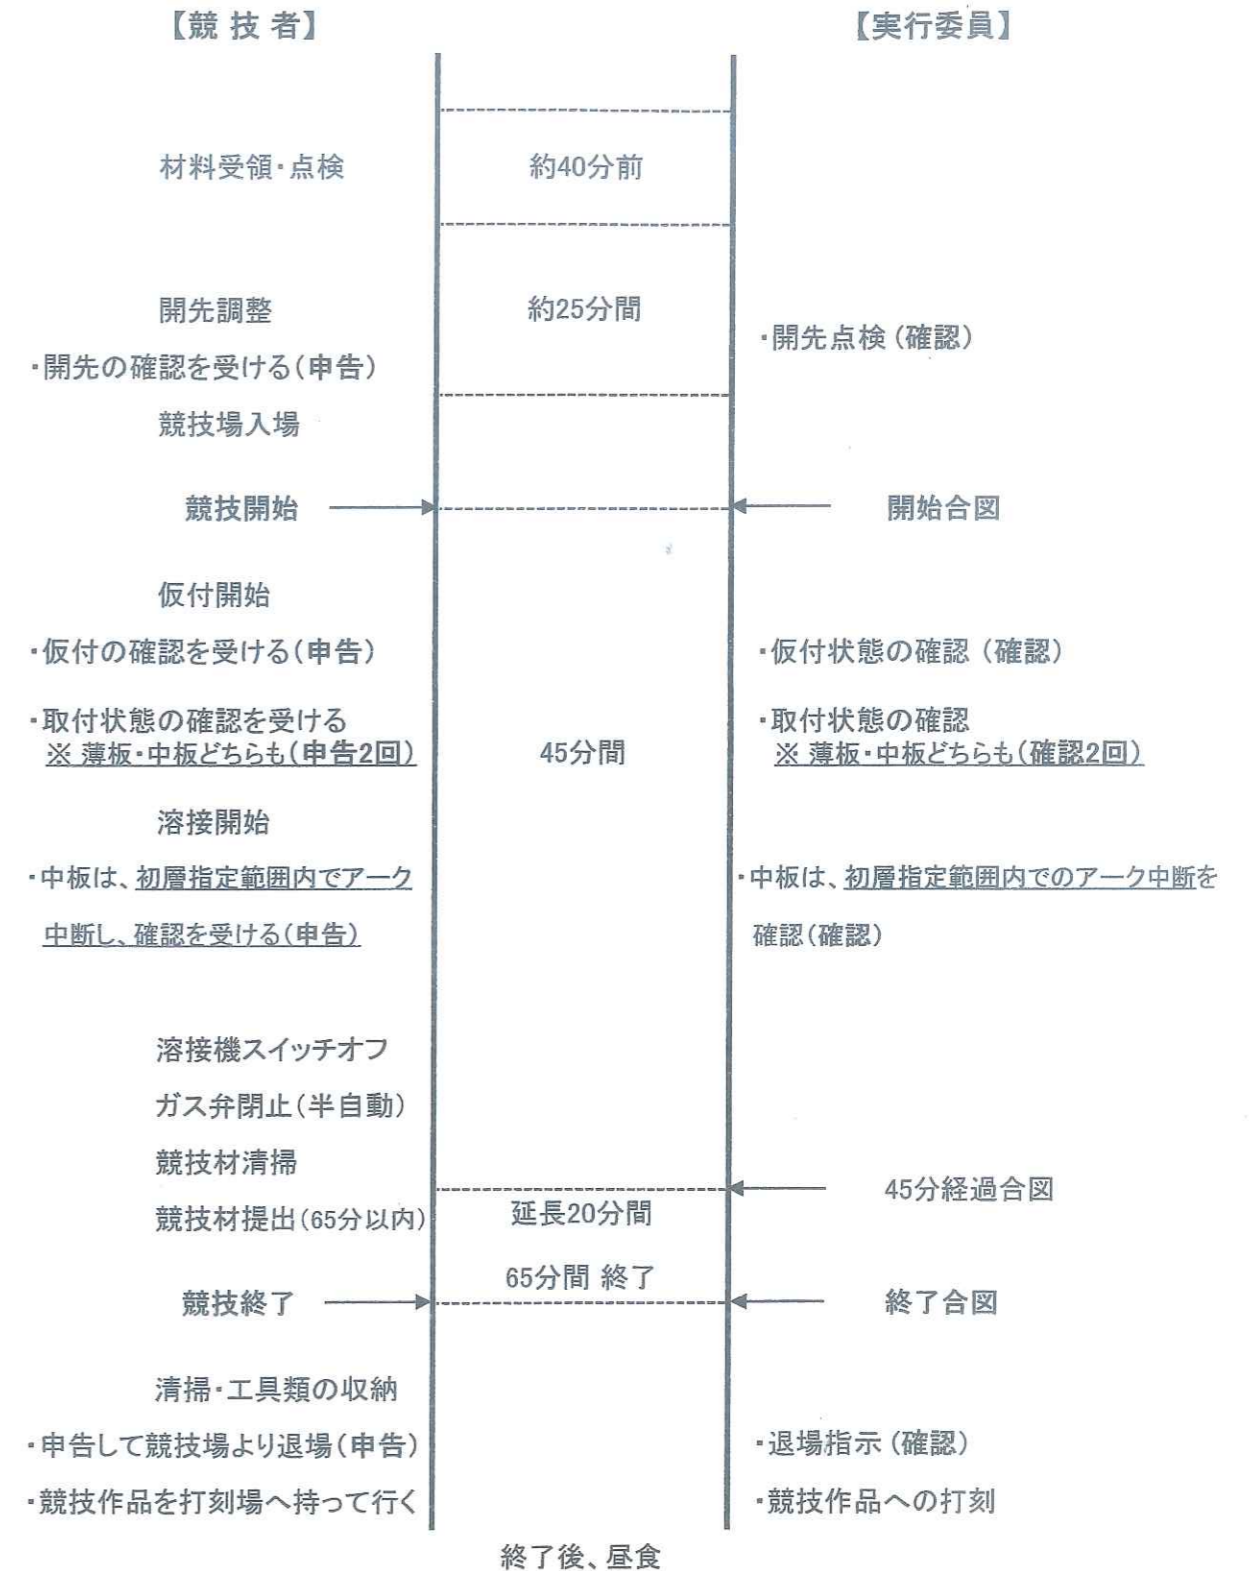 【競 技 者】
【実行委員】
材料受領・点検
約40分前
開先調整
約25分間
・開先点検(確認)
・開先の確認を受ける(申告)
競技場入場
競技開始
開始合図
仮付開始
・仮付の確認を受ける(申告)
・仮付状態の確認 (確認)
・取付状態の確認を受ける
・取付状態の確認
※ 薄板・中板どちらも(申告2回)
45分間
※ 薄板・中板どちらも(確認2回)
溶接開始
・中板は、初層指定範囲内でアーク
・中板は、初層指定範囲内でのアーク中断を
中断し、確認を受ける(申告)
確認(確認)
溶接機スイッチオフ
ガス弁閉止(半自動)
競技材清掃
45分経過合図
競技材提出(65分以内)
延長20分間
65分間 終了
競技終了
終了合図
清掃・工具類の収納
・申告して競技場より退場(申告)
・退場指示 (確認)
・競技作品を打刻場へ持って行く
・競技作品への打刻
終了後、昼食